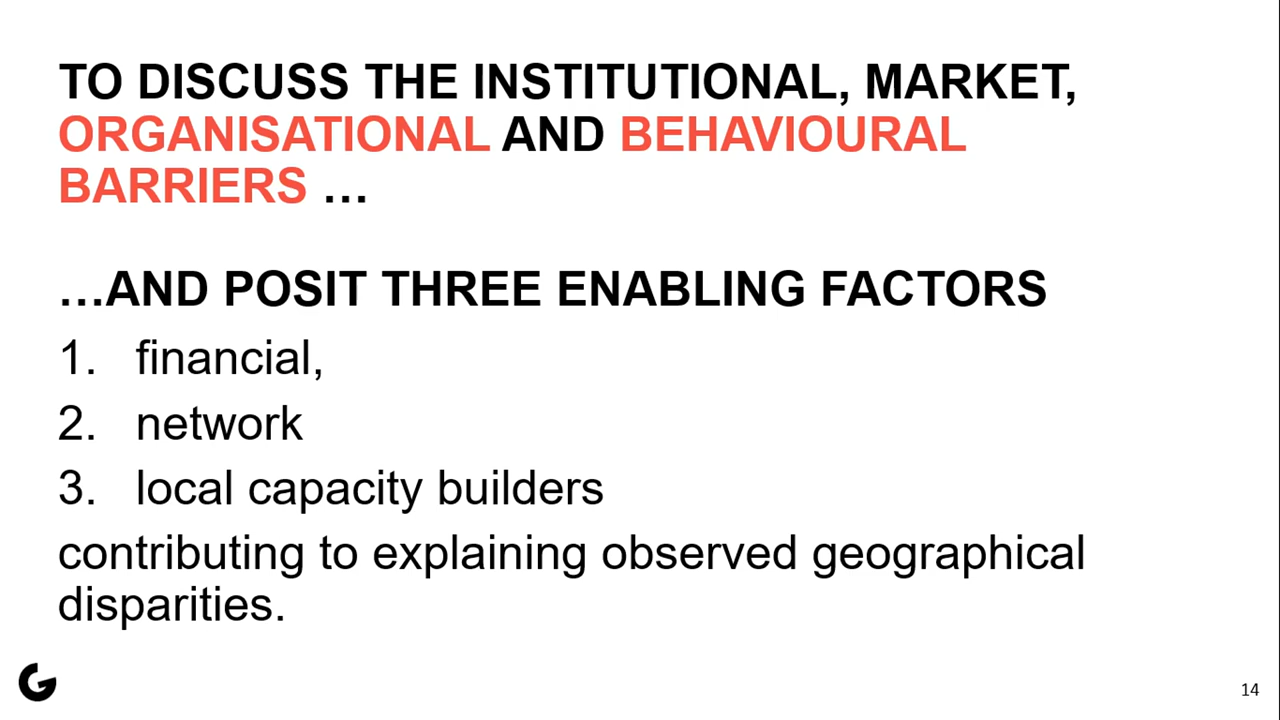 TO DISCUSS THE INSTITUTIONAL, MARKET,
ORGANISATIONAL AND BEHAVIOURAL
BARRIERS …
…AND POSIT THREE ENABLING FACTORS
1. financial,
2. network
3. local capacity builders
contributing to explaining observed geographical
disparities.
14